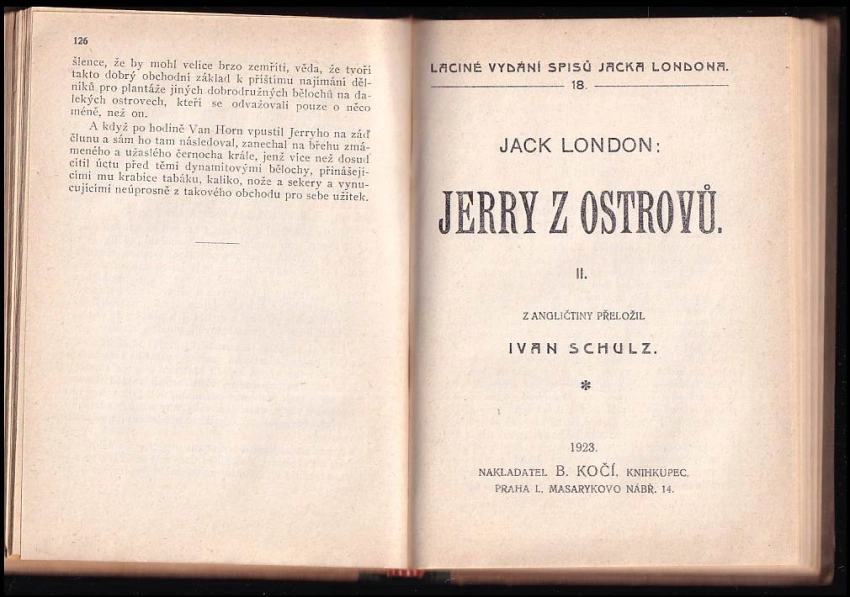 126
šlence, že by mohl velice brzo zemříti, věda, že tvoří
takto dobrý obchodní základ k příštímu najímání děl-
níků pro plantáže jiných dobrodružných bělochů na da-
lekých ostrovech, kteří se odvažovali pouze o něco
méně, než on.
A když po hodině Van Horn vpustil Jerryho na záď
člunu a sám ho tam následoval, zanechal na břehu zmá-
meného a užaslého černocha krále, jenž více než dosud
cítil úctu před těmi dynamitovými bělochy, přinášejí-
cími mu krabice tabáku, kaliko, nože a sekery a vynu-
cujícími neúprosně z takového obchodu pro sebe užitek.
LACINÉ VYDÁNÍ SPISŮ JACKA LONDONA.
18.
JACK LONDON:
JERRY Z OSTROVŮ.
II.
Z ANGLIČTINY PŘELOŽIL
IVAN SCHULZ.
*
1923.
NAKLADATEL B. KOČÍ, KNIHKUPEC,
PRAHA I., MASARYKOVO NÁBŘ. 14.